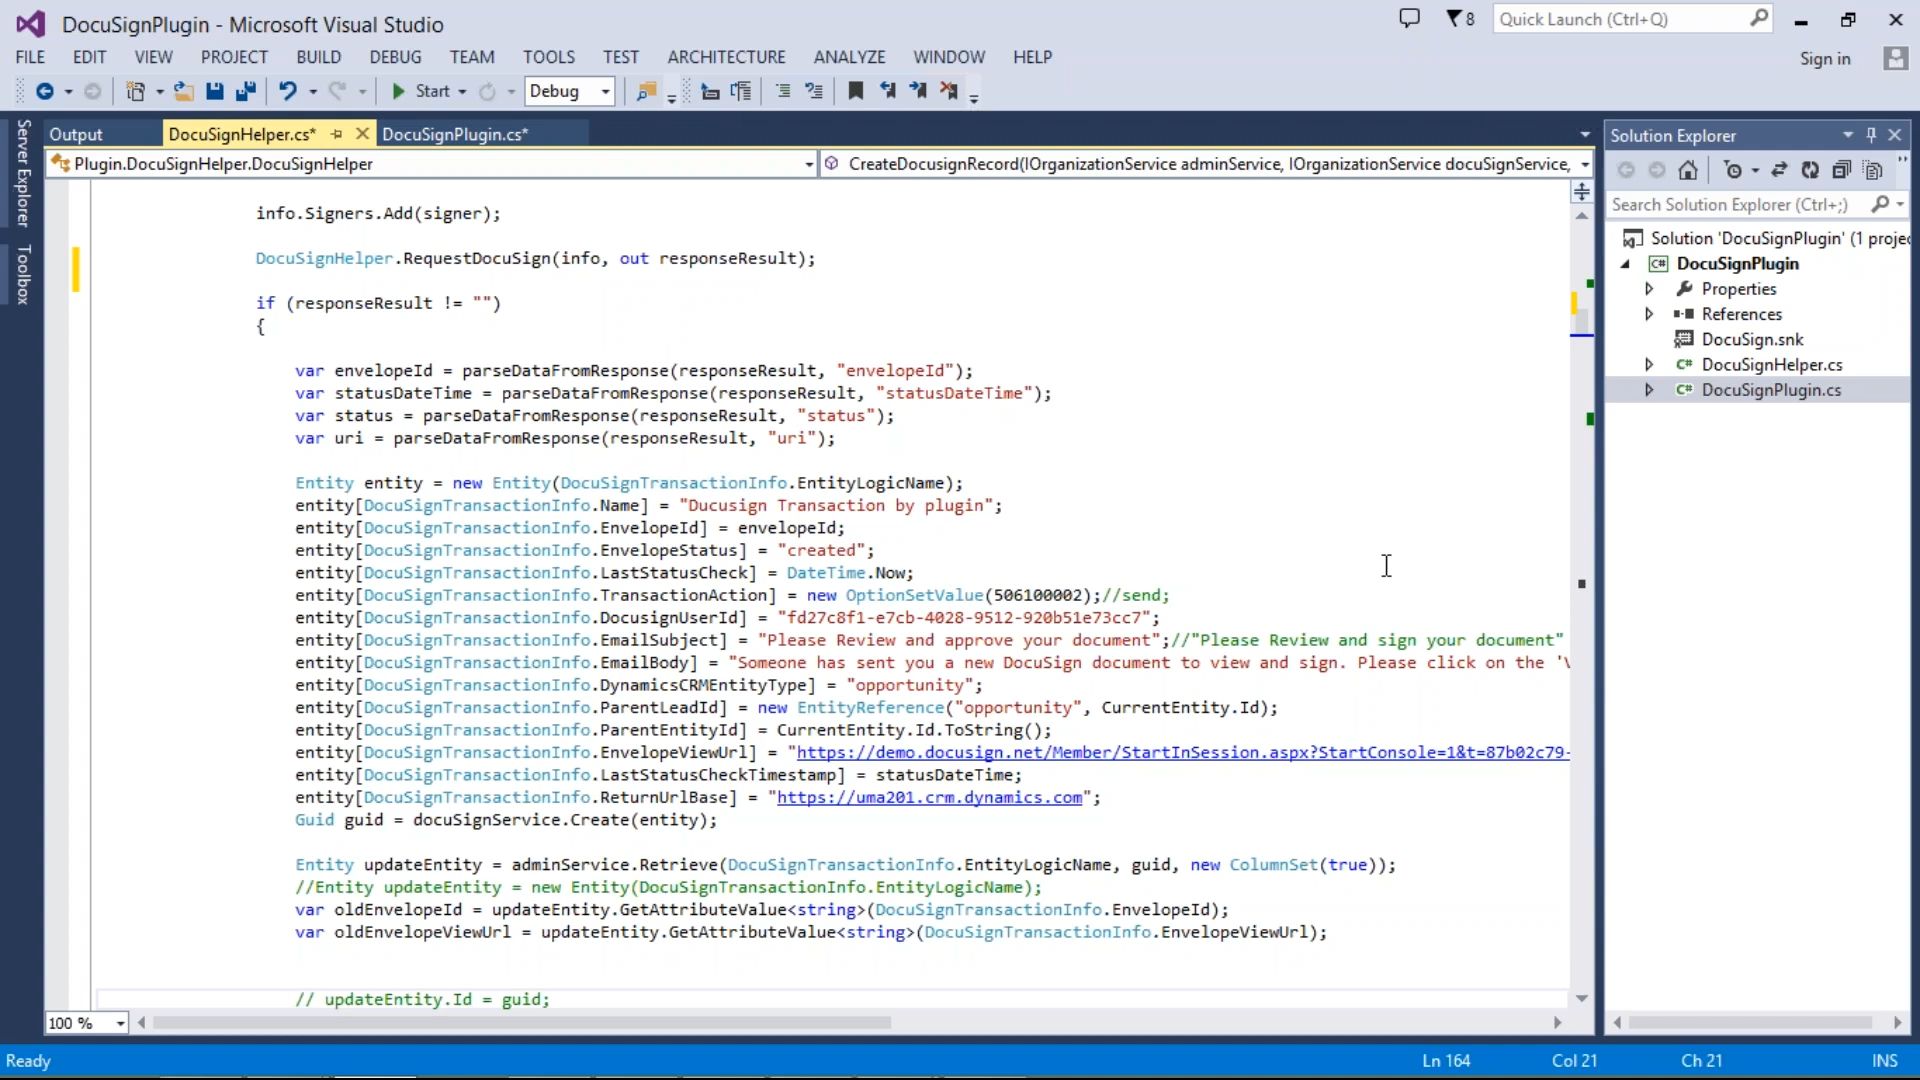 DocuSignPlugin - Microsoft Visual Studio
8
Quick Launch (Ctrl+Q)
FILE EDIT VIEW PROJECT BUILD DEBUG TEAM TOOLS TEST ARCHITECTURE ANALYZE WINDOW HELP
Sign in
Start
Debug
Server Explorer
Toolbox
Output
DocuSignHelper.cs*
DocuSignPlugin.cs*
Plugin.DocuSignHelper.DocuSignHelper
CreateDocusignRecord(IOrganizationService adminService, IOrganizationService docuSignService,
info.Signers.Add(signer);
DocuSignHelper.RequestDocuSign(info, out responseResult);
if (responseResult != "")
{
var envelopeId = parseDataFromResponse(responseResult, "envelopeId");
var statusDateTime = parseDataFromResponse(responseResult, "statusDateTime");
var status = parseDataFromResponse(responseResult, "status");
var uri = parseDataFromResponse(responseResult, "uri");
Entity entity = new Entity(DocuSignTransactionInfo.EntityLogicName);
entity[DocuSignTransactionInfo.Name] = "Ducusign Transaction by plugin";
entity[DocuSignTransactionInfo.EnvelopeId] = envelopeId;
entity[DocuSignTransactionInfo.EnvelopeStatus] = "created";
entity[DocuSignTransactionInfo.LastStatusCheck] = DateTime.Now;
entity[DocuSignTransactionInfo.TransactionAction] = new OptionSetValue(506100002);//send;
entity[DocuSignTransactionInfo.DocusignUserId] = "fd27c8f1-e7cb-4028-9512-920b51e73cc7";
entity[DocuSignTransactionInfo.EmailSubject] = "Please Review and approve your document";//"Please Review and sign your document"
entity[DocuSignTransactionInfo.EmailBody] = "Someone has sent you a new DocuSign document to view and sign. Please click on the '
entity[DocuSignTransactionInfo.DynamicsCRMEntityType] = "opportunity";
entity[DocuSignTransactionInfo.ParentLeadId] = new EntityReference("opportunity", CurrentEntity.Id);
entity[DocuSignTransactionInfo.ParentEntityId] = CurrentEntity.Id.ToString();
entity[DocuSignTransactionInfo.EnvelopeViewUrl] = "https://demo.docusign.net/Member/StartInSession.aspx?StartConsole=1&t=87b02c79-
entity[DocuSignTransactionInfo.LastStatusCheckTimestamp] = statusDateTime;
entity[DocuSignTransactionInfo.ReturnUrlBase] = "https://uma201.crm.dynamics.com";
Guid guid = docuSignService.Create(entity);
Entity updateEntity = adminService.Retrieve(DocuSignTransactionInfo.EntityLogicName, guid, new ColumnSet(true));
//Entity updateEntity = new Entity(DocuSignTransactionInfo.EntityLogicName);
var oldEnvelopeId = updateEntity.GetAttributeValue<string>(DocuSignTransactionInfo.EnvelopeId);
var oldEnvelopeViewUrl = updateEntity.GetAttributeValue<string>(DocuSignTransactionInfo.EnvelopeViewUrl);
// updateEntity.Id = guid;
100 %
Solution Explorer
Search Solution Explorer (Ctrl+;)
Solution 'DocuSignPlugin' (1 projec
DocuSignPlugin
Properties
References
DocuSign.snk
DocuSignHelper.cs
DocuSignPlugin.cs
Ready
Ln 164 Col 21 Ch 21 INS